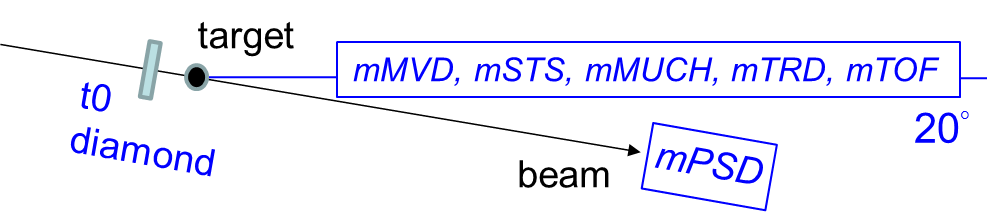 target
mMVD, mSTS, mMUCH, mTRD, mTOF
t0
diamond
20°
beam
mPSD